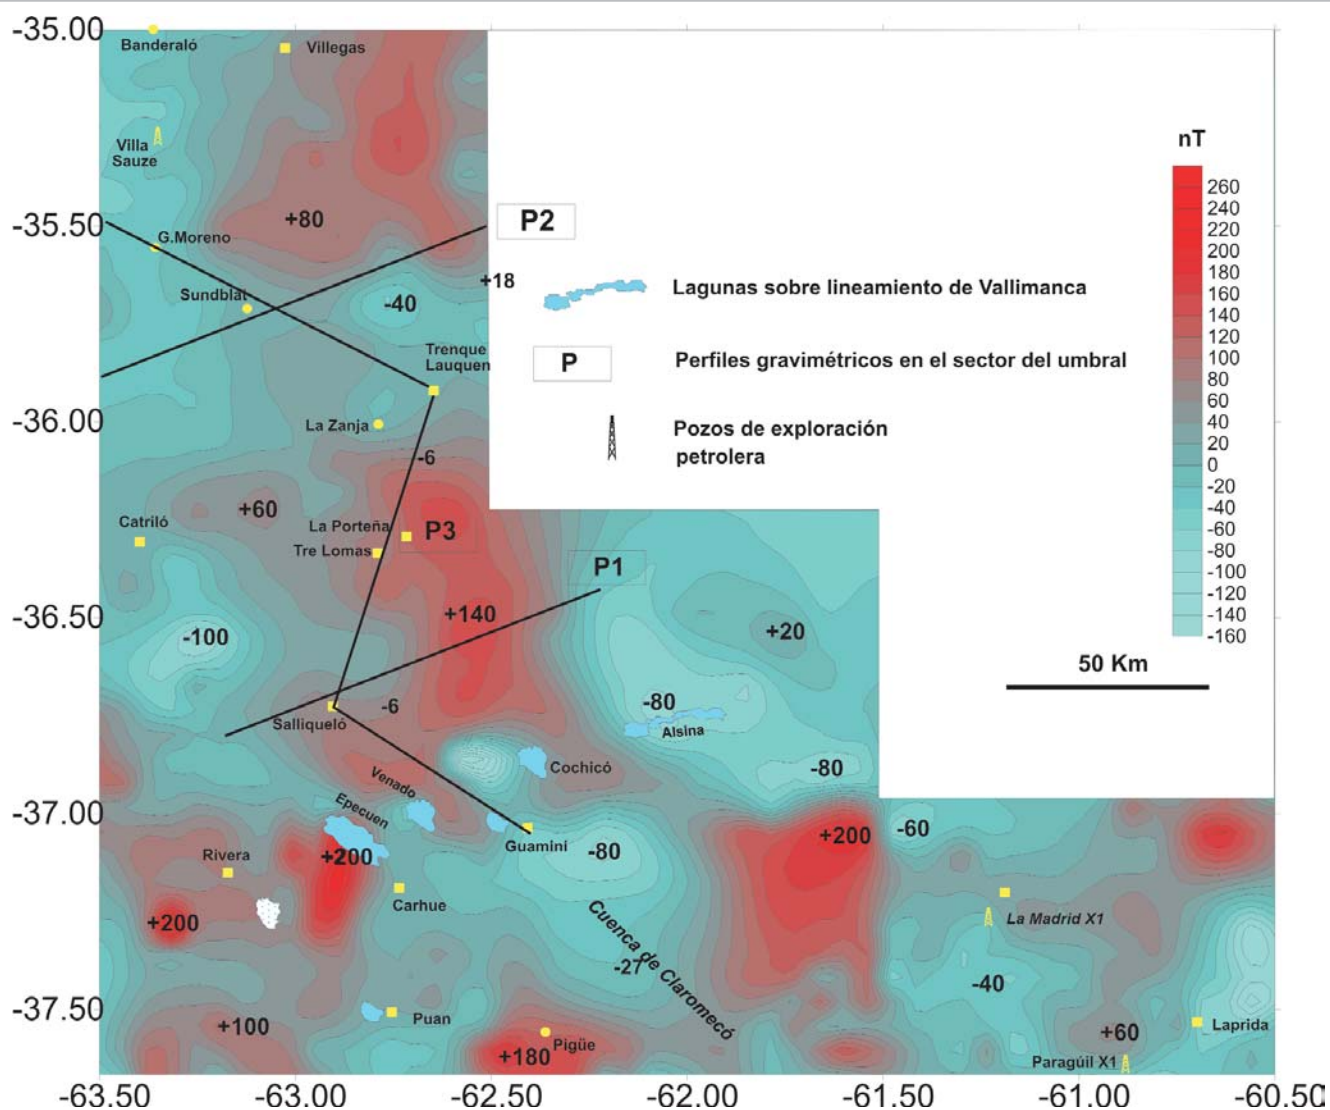 -35.00
Banderaló
Villegas
nT
Villa
Sauze
260
240
220
200
180
160
140
120
100
80
60
40
20
0
-20
-40
-60
-80
-100
-120
-140
-160
+80
P2
-35.50
G.Moreno
+18
Lagunas sobre lineamiento de Vallimanca
Sundblat
-40
Trenque
Lauquen
P
Perfiles gravimétricos en el sector del umbral
-36.00
La Zanja
Pozos de exploración
petrolera
-6
+60
Catriló
La Porteña
P3
Tre Lomas
P1
-36.50
+140
-100
+20
50 Km
-80
-6
Salliqueló
Alsina
Cochicó
-80
Venado
Epecuen
-37.00
+200
-60
Guamini
-80
Rivera
+200
Carhue
+200
La Madrid X1
Cuenca de Claromecó
-27
-40
-37.50
+100
Puan
Pigüe
+180
+60
Laprida
Paragúil X1
-63.50
-63.00
-62.50
-62.00
-61.50
-61.00
-60.50